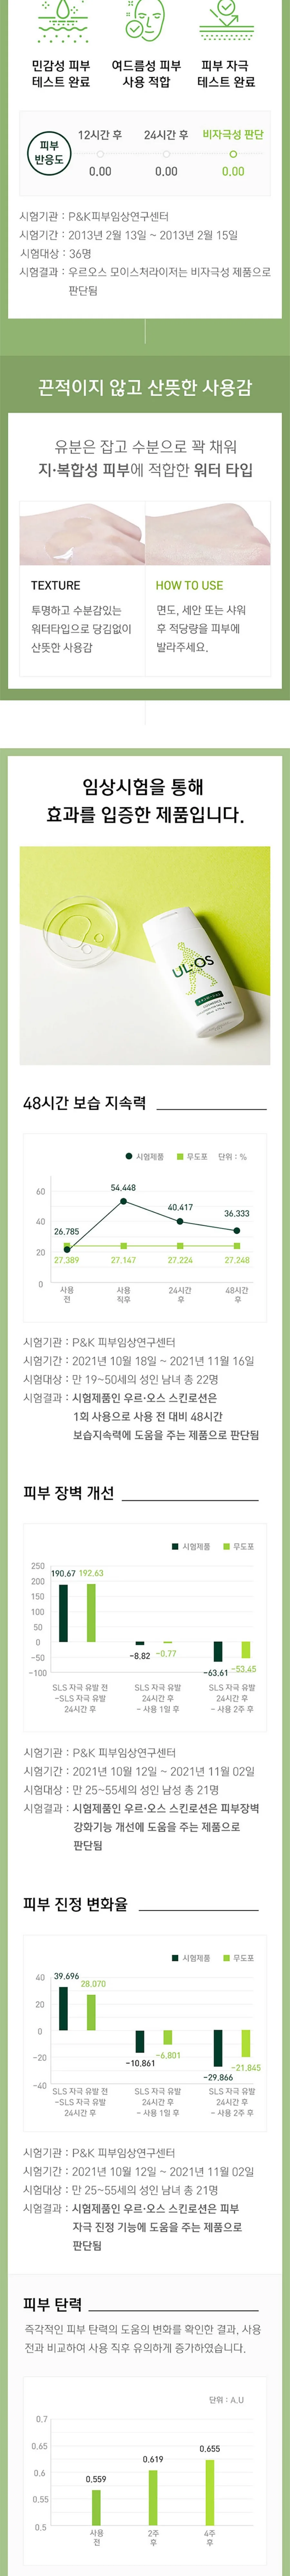 민감성 피부
테스트 완료
여드름성 피부
사용 적합
피부 자극
테스트 완료
피부
반응도
12시간 후
0.00
24시간 후
0.00
비자극성 판단
0.00
시험기관 : P&K피부임상연구센터
시험기간 : 2013년 2월 13일 ~ 2013년 2월 15일
시험대상 : 36명
시험결과 : 우르오스 모이스처라이저는 비자극성 제품으로
판단됨
끈적이지 않고 산뜻한 사용감
유분은 잡고 수분으로 꽉 채워
지·복합성 피부에 적합한 워터 타입
TEXTURE
투명하고 수분감있는
워터타입으로 당김없이
산뜻한 사용감
HOW TO USE
면도, 세안 또는 샤워
후 적당량을 피부에
발라주세요.
임상시험을 통해
효과를 입증한 제품입니다.
UL·OS
48시간 보습 지속력
시험제품 무도포 단위 : %
60
40
20
0
26,785
54,448
40,417
36,333
27,389
27,147
27,224
27,248
사용
전
사용
직후
24시간
후
48시간
후
시험기관 : P&K 피부임상연구센터
시험기간 : 2021년 10월 18일 ~ 2021년 11월 16일
시험대상 : 만 19~50세의 성인 남녀 총 22명
시험결과 : 시험제품인 우르·오스 스킨로션은
1회 사용으로 사용 전 대비 48시간
보습지속력에 도움을 주는 제품으로 판단됨
피부 장벽 개선
시험제품 무도포
250
200
150
100
50
0
-50
-100
190.67 192.63
-8.82 -0.77
-63.61 -53.45
SLS 자극 유발 전
-SLS 자극 유발
24시간 후
SLS 자극 유발
24시간 후
- 사용 1일 후
SLS 자극 유발
24시간 후
- 사용 2주 후
시험기관 : P&K 피부임상연구센터
시험기간 : 2021년 10월 12일 ~ 2021년 11월 02일
시험대상 : 만 25~55세의 성인 남성 총 21명
시험결과 : 시험제품인 우르·오스 스킨로션은 피부장벽
강화기능 개선에 도움을 주는 제품으로
판단됨
피부 진정 변화율
시험제품 무도포
40
20
0
-20
-40
39,696
28,070
-10,861
-6,801
-29,866
-21,845
SLS 자극 유발 전
-SLS 자극 유발
24시간 후
SLS 자극 유발
24시간 후
- 사용 1일 후
SLS 자극 유발
24시간 후
- 사용 2주 후
시험기관 : P&K 피부임상연구센터
시험기간 : 2021년 10월 12일 ~ 2021년 11월 02일
시험대상 : 만 25~55세의 성인 남녀 총 21명
시험결과 : 시험제품인 우르·오스 스킨로션은 피부
자극 진정 기능에 도움을 주는 제품으로
판단됨
피부 탄력
즉각적인 피부 탄력의 도움의 변화를 확인한 결과, 사용
전과 비교하여 사용 직후 유의하게 증가하였습니다.
단위 : A.U
0.7
0.65
0.6
0.55
0.5
0.559
0.619
0.655
사용
전
2주
후
4주
후